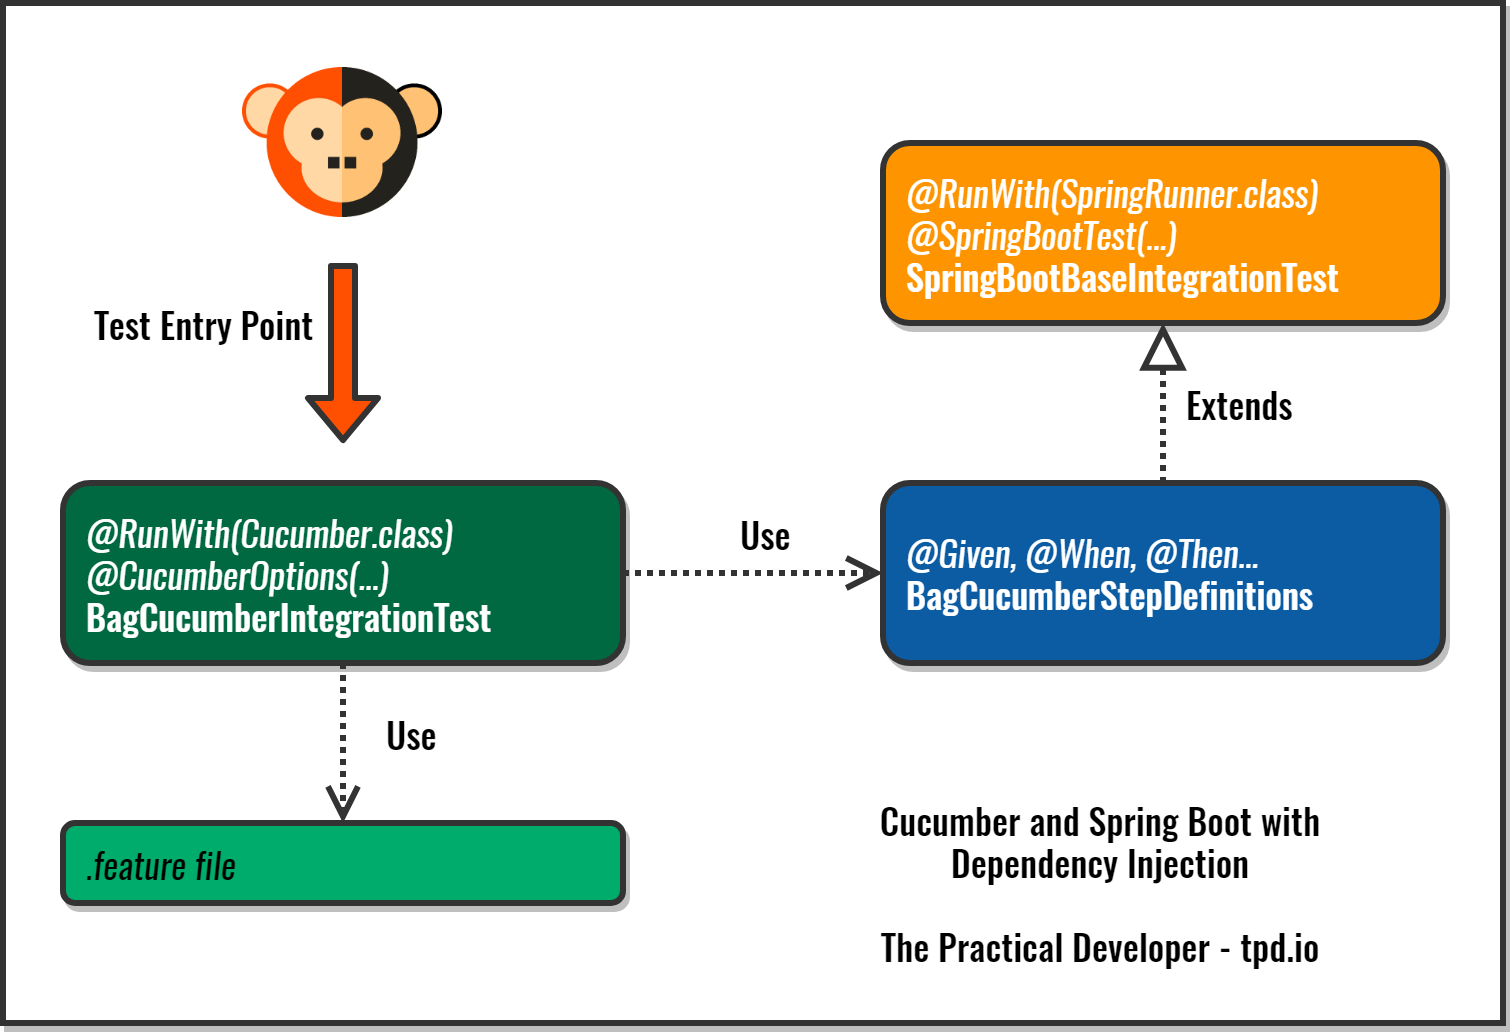 @RunWith(SpringRunner.class)
@SpringBootTest(...)
SpringBootBaseIntegrationTest
Test Entry Point
Extends
@RunWith(Cucumber.class)
@CucumberOptions(...)
BagCucumberIntegrationTest
Use
@Given, @When, @Then...
BagCucumberStepDefinitions
Use
.feature file
Cucumber and Spring Boot with
Dependency Injection
The Practical Developer - tpd.io